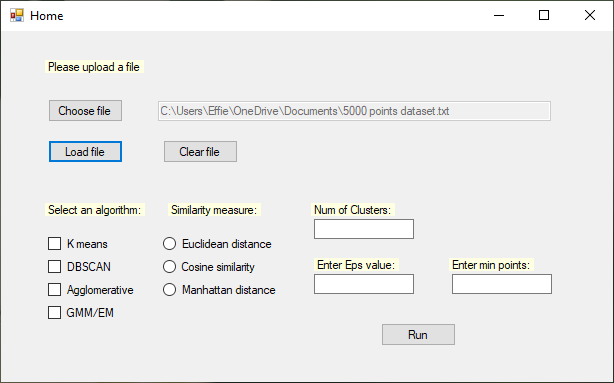 Home
Please upload a file
Choose file
C:\Users\Effie\OneDrive\Documents\5000 points dataset.txt
Load file Clear file
Select an algorithm: Similarity measure: Num of Clusters:
K means Euclidean distance
DBSCAN Cosine similarity Enter Eps value: Enter min points:
Agglomerative Manhattan distance
GMM/EM
Run